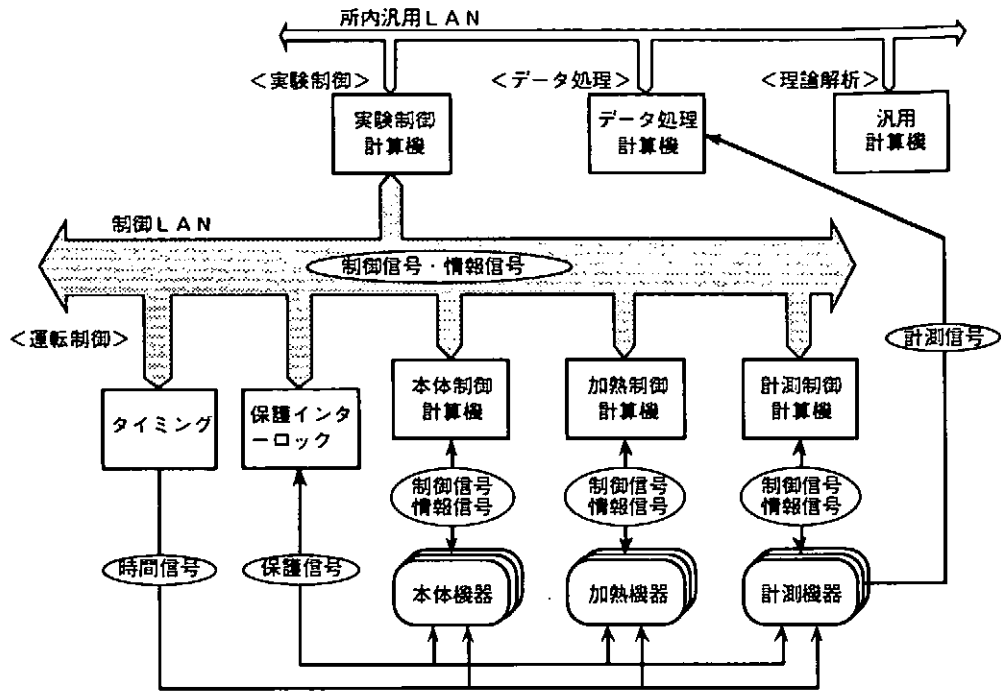 所内汎用LAN
＜実験制御＞
＜データ処理＞
＜理論解析＞
実験制御
計算機
データ処理
計算機
汎用
計算機
制御LAN
制御信号・情報信号
＜運転制御＞
計測信号
タイミング
保護インタ
ーロック
本体制御
計算機
加熱制御
計算機
計測制御
計算機
制御信号
情報信号
制御信号
情報信号
制御信号
情報信号
時間信号
保護信号
本体機器
加熱機器
計測機器